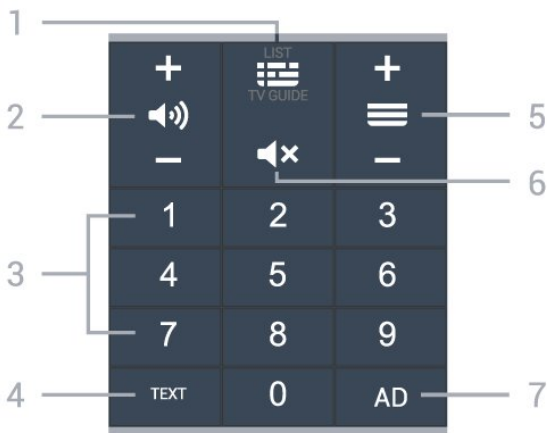 1
LIST
+ +
TV GUIDE
2 5
− −
6
1 2 3
3
4 5 6
7 8 9
4 TEXT 0 AD 7